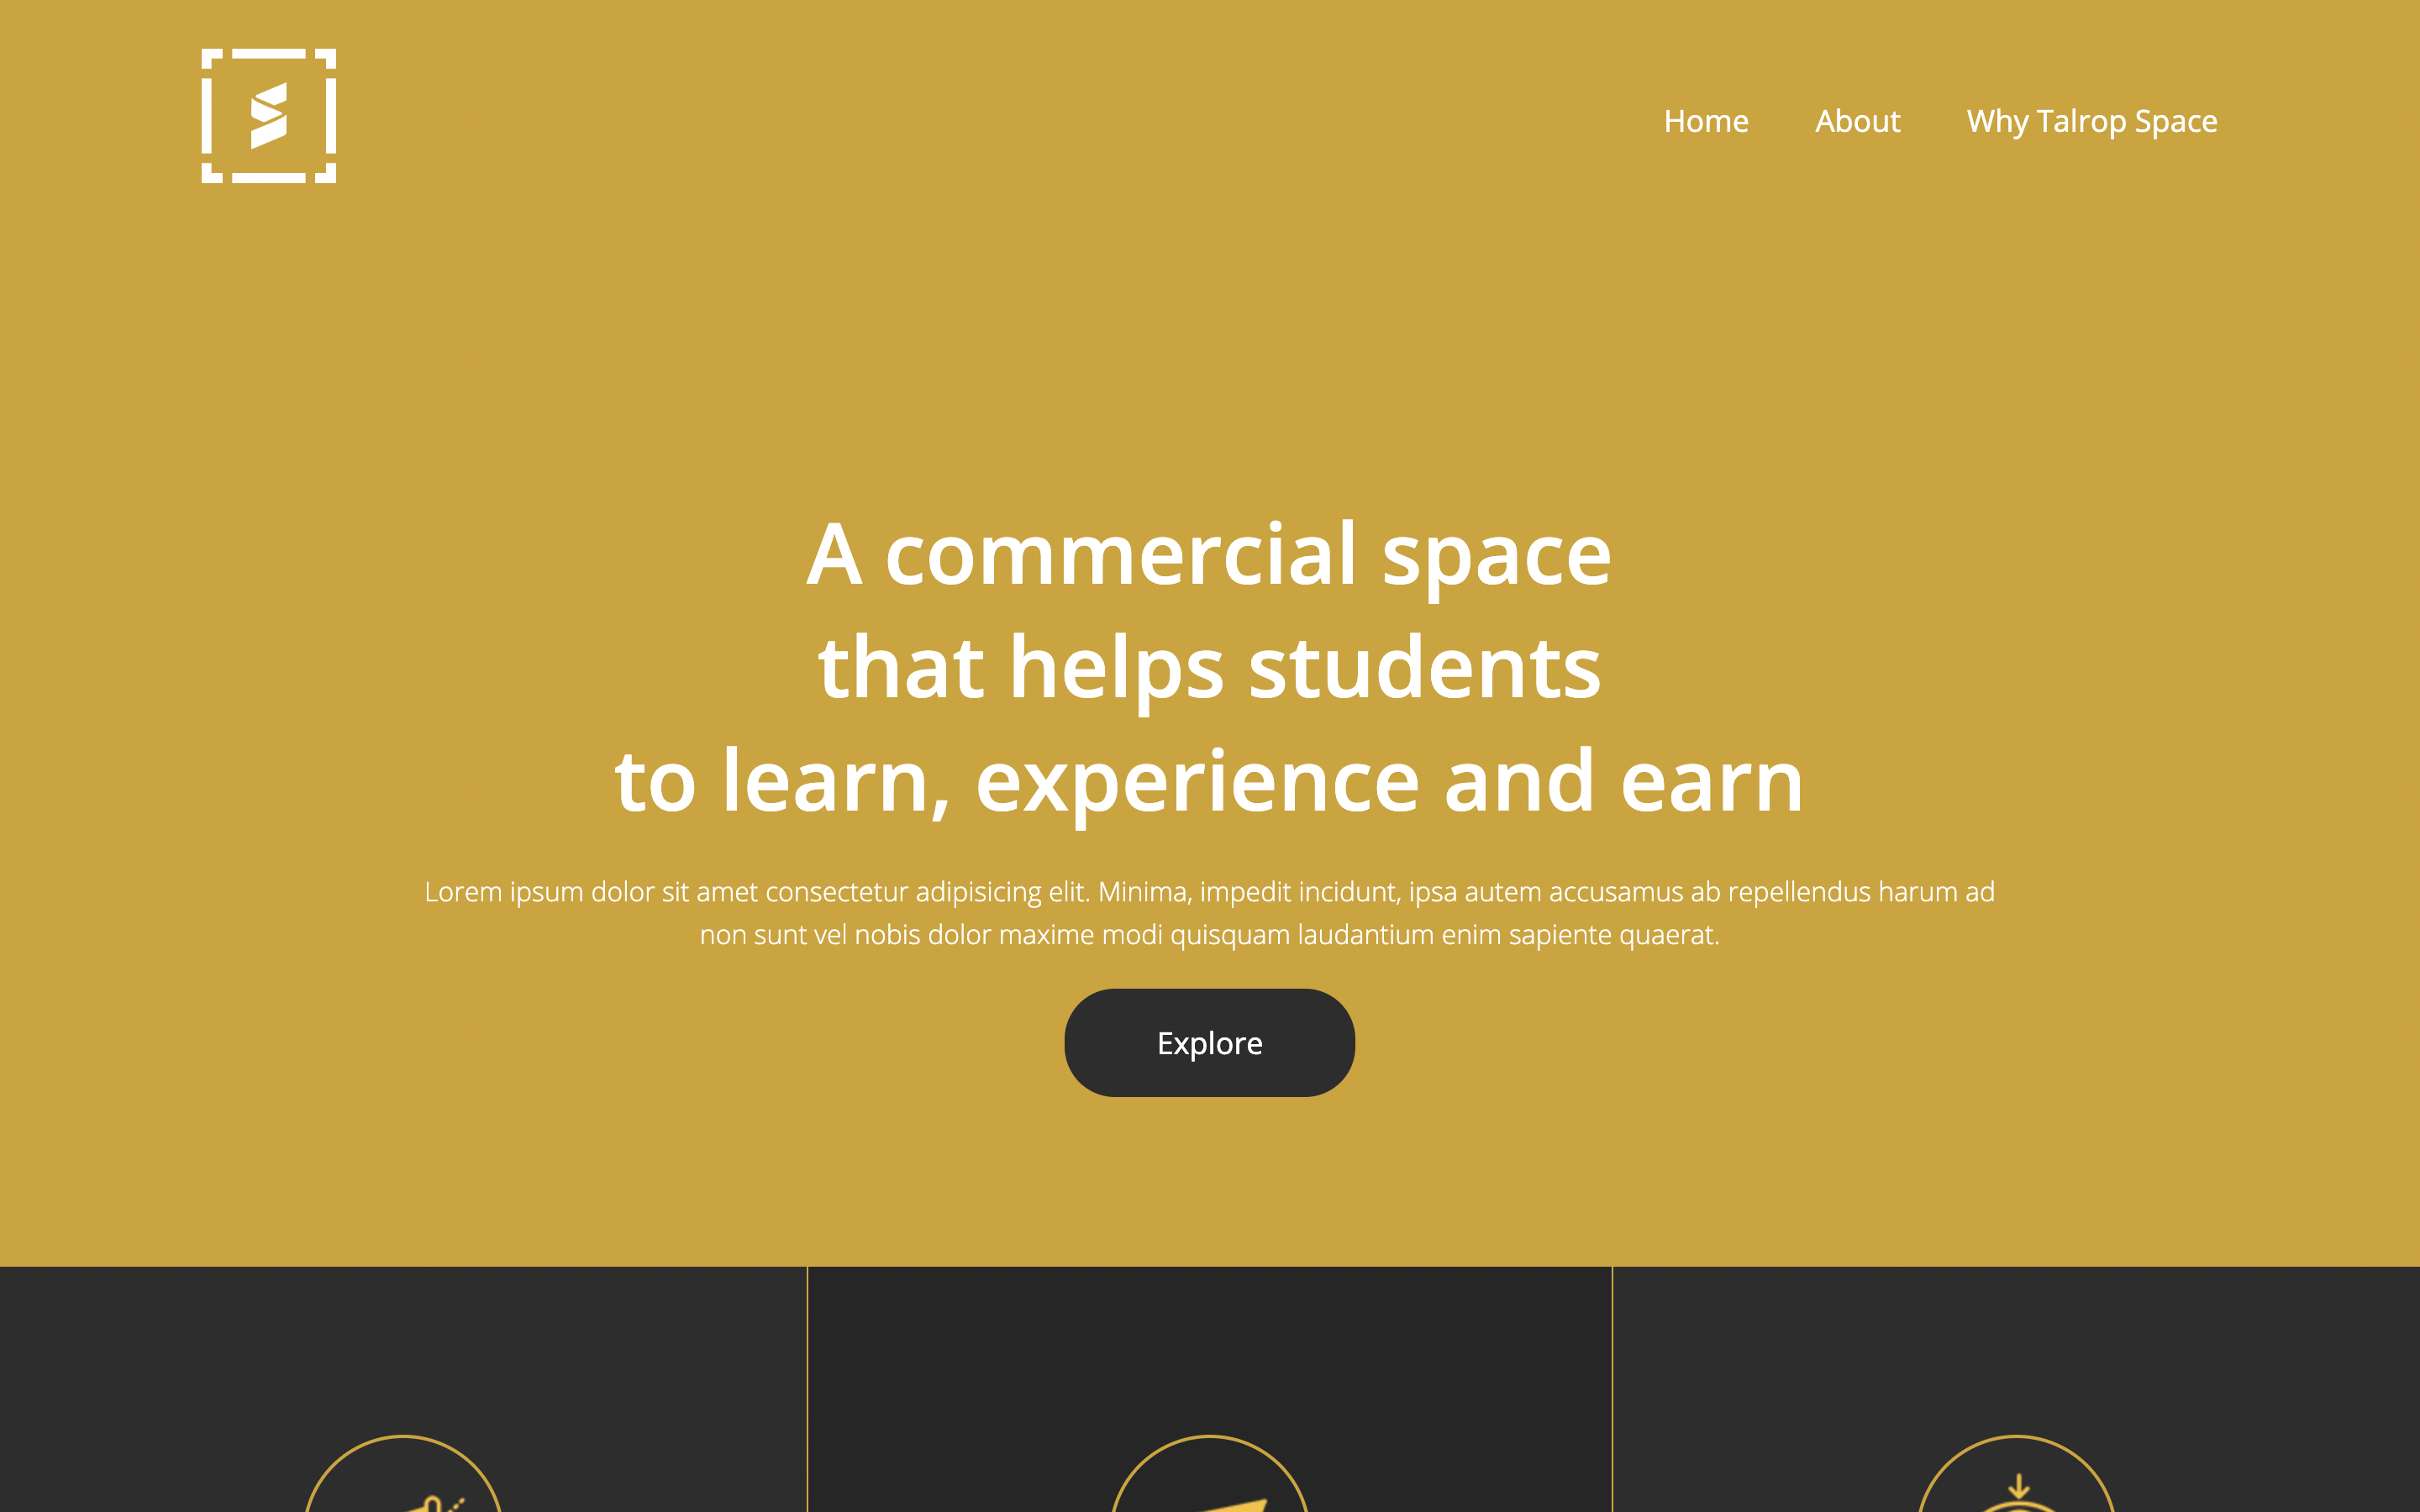 Home About Why Talrop Space
A commercial space
that helps students
to learn, experience and earn
Lorem ipsum dolor sit amet consectetur adipisicing elit. Minima, impedit incidunt, ipsa autem accusamus ab repellendus harum ad
non sunt vel nobis dolor maxime modi quisquam laudantium enim sapiente quaerat.
Explore